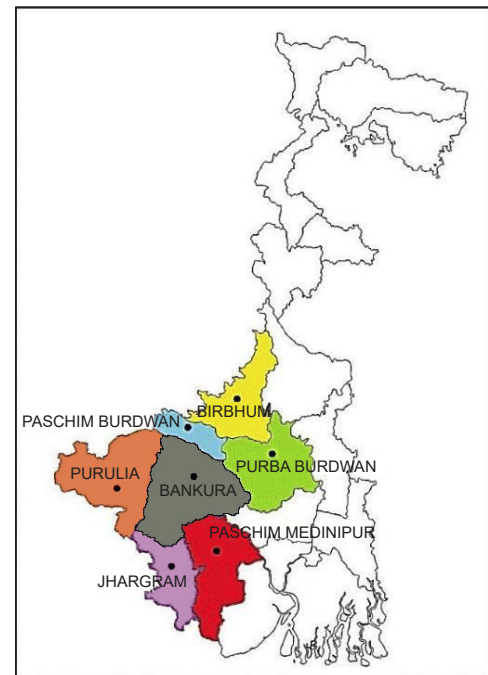 BIRBHUM
PASCHIM BURDWAN
PURBA BURDWAN
PURULIA
BANKURA
PASCHIM MEDINIPUR
JHARGRAM